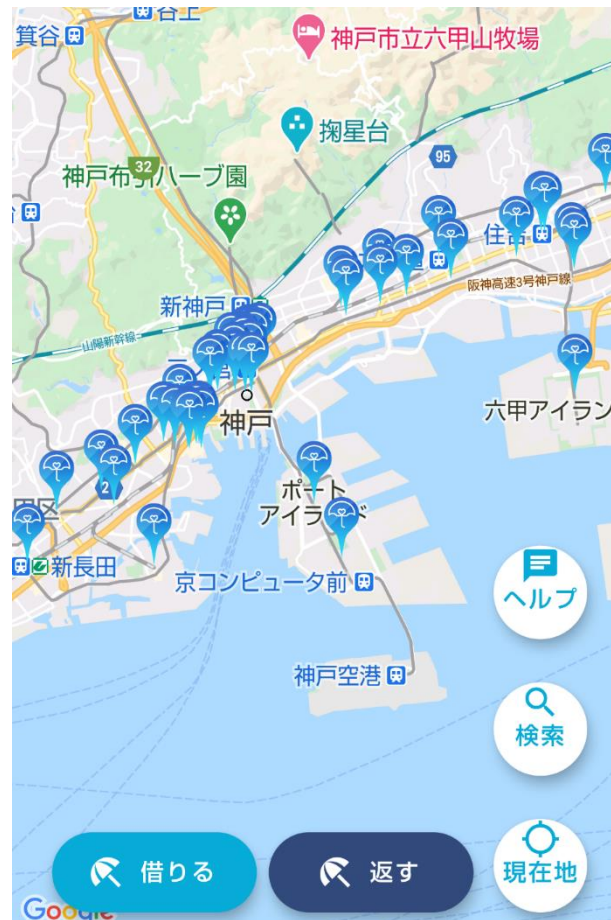 谷上
箕谷
神戸市立六甲山牧場
掬星台
95
32
神戸布引ハーブ園
住吉
阪神高速3号神戸線
新神戸
山陽新幹線
神戸
六甲アイラン
2
ポート
アイランド
新長田
京コンピュータ前
神戸空港
ヘルプ
検索
現在地
借りる
返す
Google